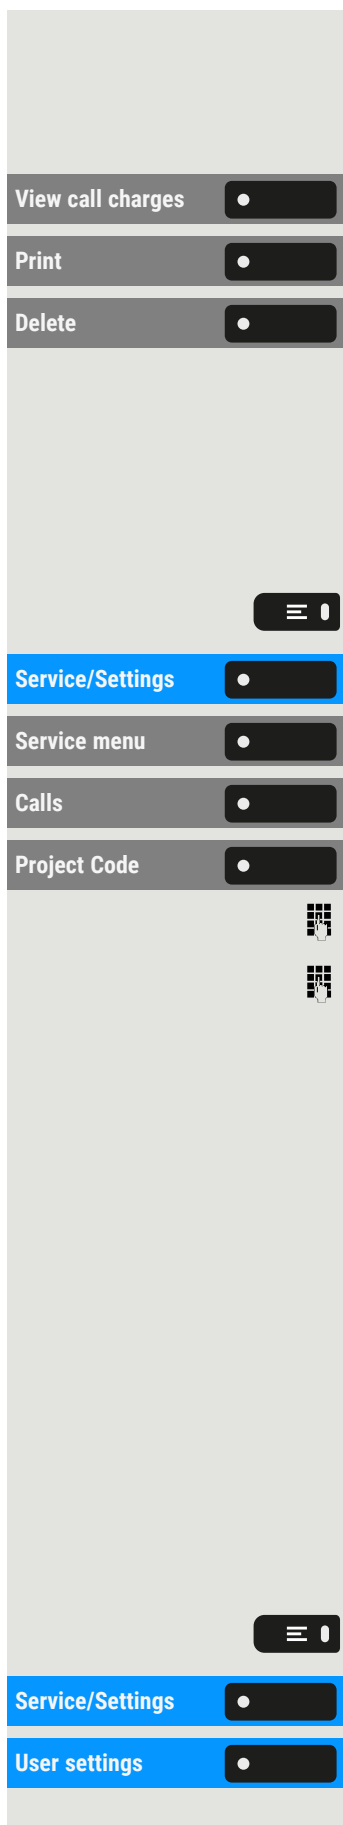 View call charges
Print
Delete
Service/Settings
Service menu
Calls
Project Code
Service/Settings
User settings